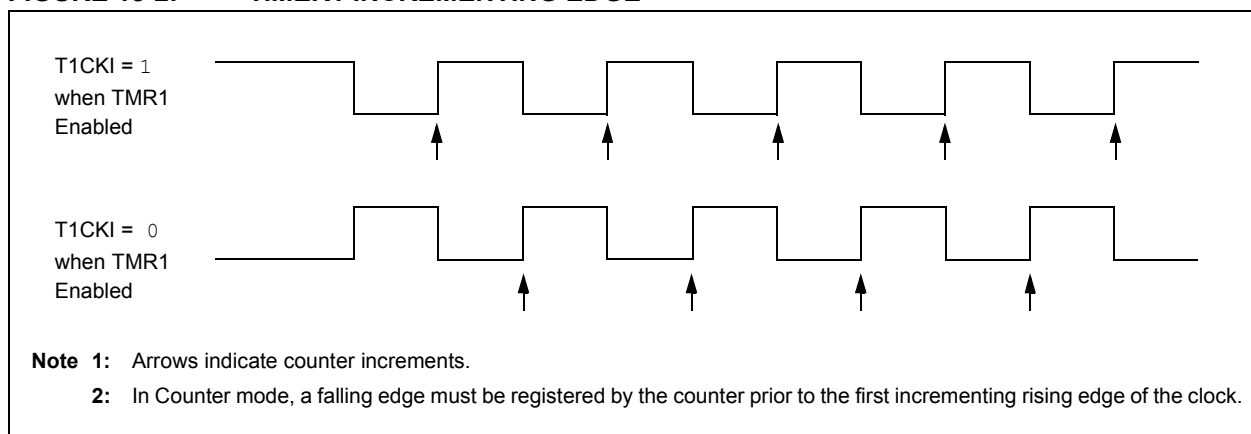 T1CKI = 1
when TMR1
Enabled
T1CKI = 0
when TMR1
Enabled
Note 1: Arrows indicate counter increments.
2: In Counter mode, a falling edge must be registered by the counter prior to the first incrementing rising edge of the clock.